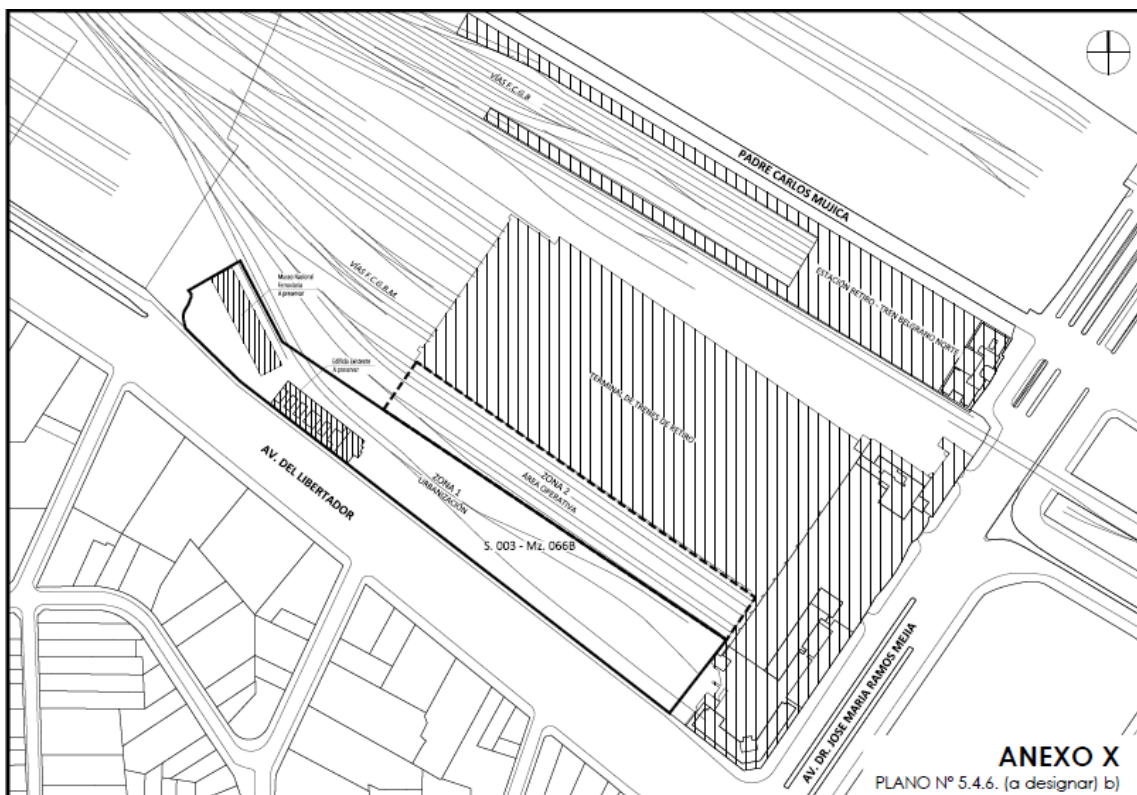 VÍAS F.C.G.B
PADRE CARLOS MUJICA
ESTACIÓN RETIRO - TREN BELGRANO NORTE
VÍAS F.C.G.B.M.
Museo Nacional
Ferroviario
A preservar
Edificio Existente
A preservar
TERMINAL DE TRENES DE RETIRO
AV. DEL LIBERTADOR
ZONA 1
URBANIZACIÓN
ZONA 2
ÁREA OPERATIVA
S. 003 - Mz. 066B
AV. DR. JOSE MARIA RAMOS MEJIA
ANEXO X
PLANO Nº 5.4.6. (a designar) b)